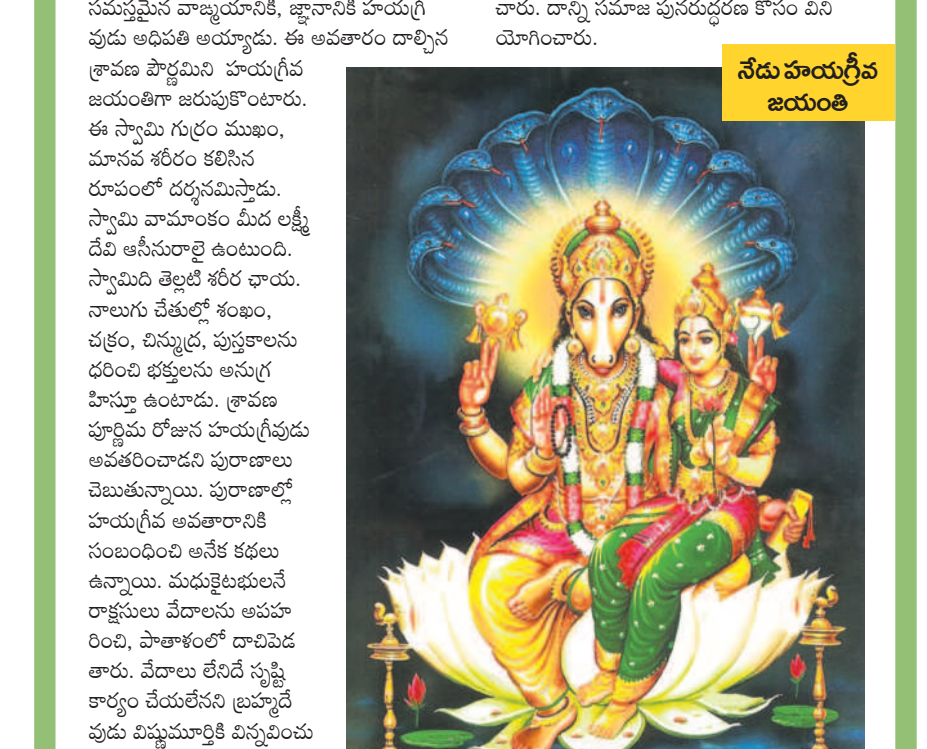 సమస్తమైన వాఙ్మయానికి, జ్ఞానానికి హయగ్రీ
వుడు అధిపతి అయ్యాడు. ఈ అవతారం దాల్చిన
శ్రావణ పౌర్ణమిని హయగ్రీవ
జయంతిగా జరుపుకొంటారు.
ఈ స్వామి గుర్రం ముఖం,
మానవ శరీరం కలిసిన
రూపంలో దర్శనమిస్తాడు.
స్వామి వామాంకం మీద లక్ష్మీ
దేవి ఆసీనురాలై ఉంటుంది.
స్వామిది తెల్లటి శరీర ఛాయ.
నాలుగు చేతుల్లో శంఖం,
చక్రం, చిన్ముద్ర, పుస్తకాలను
ధరించి భక్తులను అనుగ్ర
హిస్తూ ఉంటాడు. శ్రావణ
పూర్ణిమ రోజున హయగ్రీవుడు
అవతరించాడని పురాణాలు
చెబుతున్నాయి. పురాణాల్లో
హయగ్రీవ అవతారానికి
సంబంధించి అనేక కథలు
ఉన్నాయి. మధుకైటభులనే
రాక్షసులు వేదాలను అపహ
రించి, పాతాళంలో దాచిపెడ
తారు. వేదాలు లేనిదే సృష్టి
కార్యం చేయలేనని బ్రహ్మదే
వుడు విష్ణుమూర్తికి విన్నవించు
చారు. దాన్ని సమాజ పునరుద్ధరణ కోసం విని
యోగించారు.
నేడు హయగ్రీవ
జయంతి